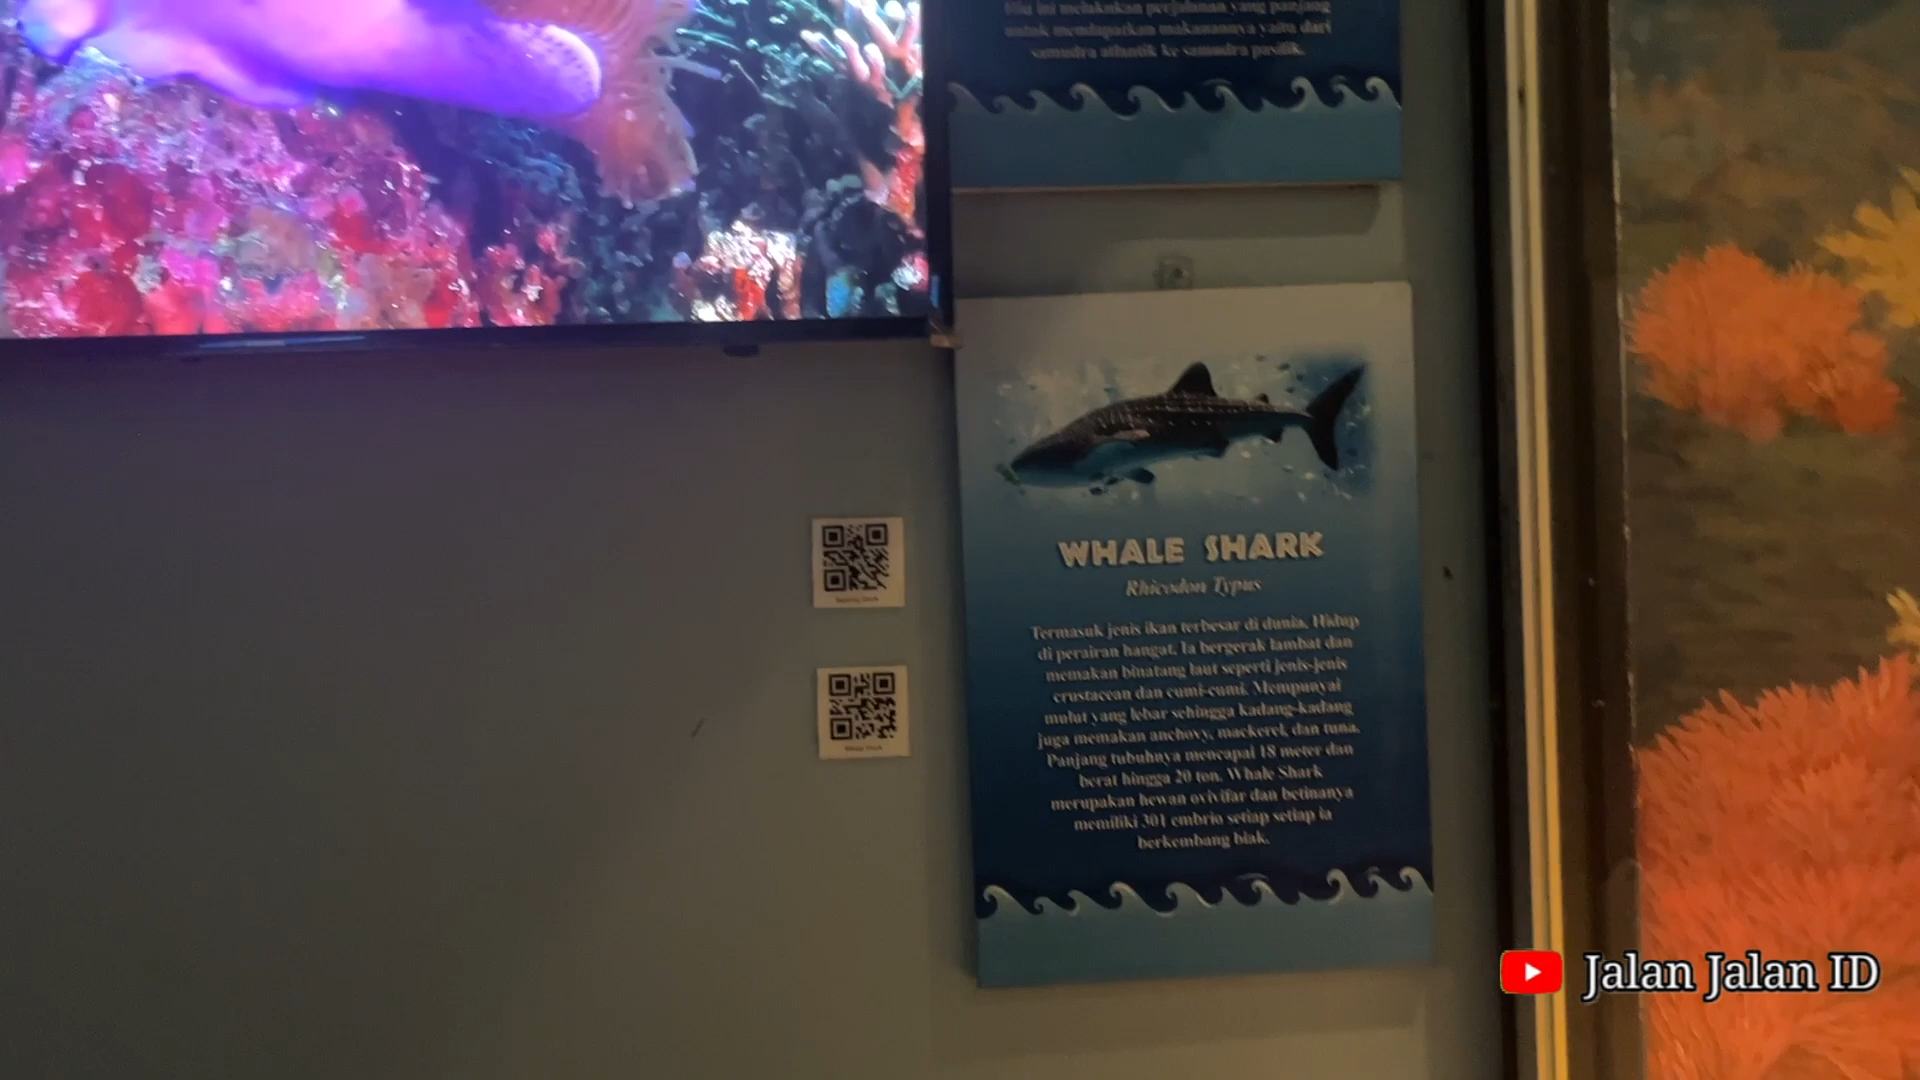 Hiu ini melakukan perjalanan yang panjang
untuk mendapatkan makanannya yaitu dari
samudra atlantik ke samudra pasifik.
WHALE SHARK
Rhicodon Typus
Termasuk jenis ikan terbesar di dunia. Hidup
di perairan hangat. Ia bergerak lambat dan
memakan binatang laut seperti jenis-jenis
crustacean dan cumi-cumi. Mempunyai
mulut yang lebar sehingga kadang-kadang
juga memakan anchovy, mackerel, dan tuna.
Panjang tubuhnya mencapai 18 meter dan
berat hingga 20 ton. Whale Shark
merupakan hewan ovivifar dan betinanya
memiliki 301 embrio setiap setiap ia
berkembang biak.
Jalan Jalan ID